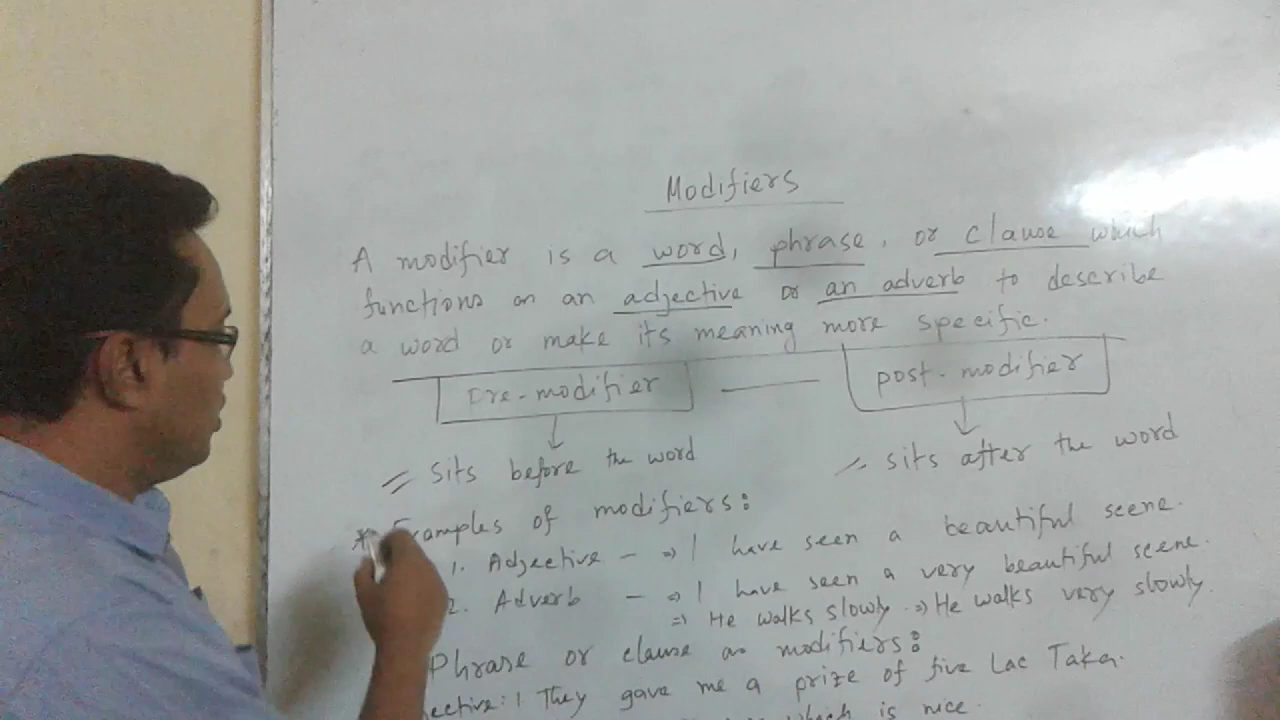 Modifiers
A modifier is a word, phrase, or clause which
functions as an adjective or an adverb to describe
a word or make its meaning more specific.
Pre-modifier — post-modifier
= Sits before the word
= sits after the word
* Examples of modifiers:
1. Adjective - ⇒ I have seen a beautiful scene.
2. Adverb - ⇒ I have seen a very beautiful scene.
⇒ He walks slowly. ⇒ He walks very slowly.
Phrase or clause as modifiers:
ective: 1 They gave me a prize of five Lac Taka.
which is nice.